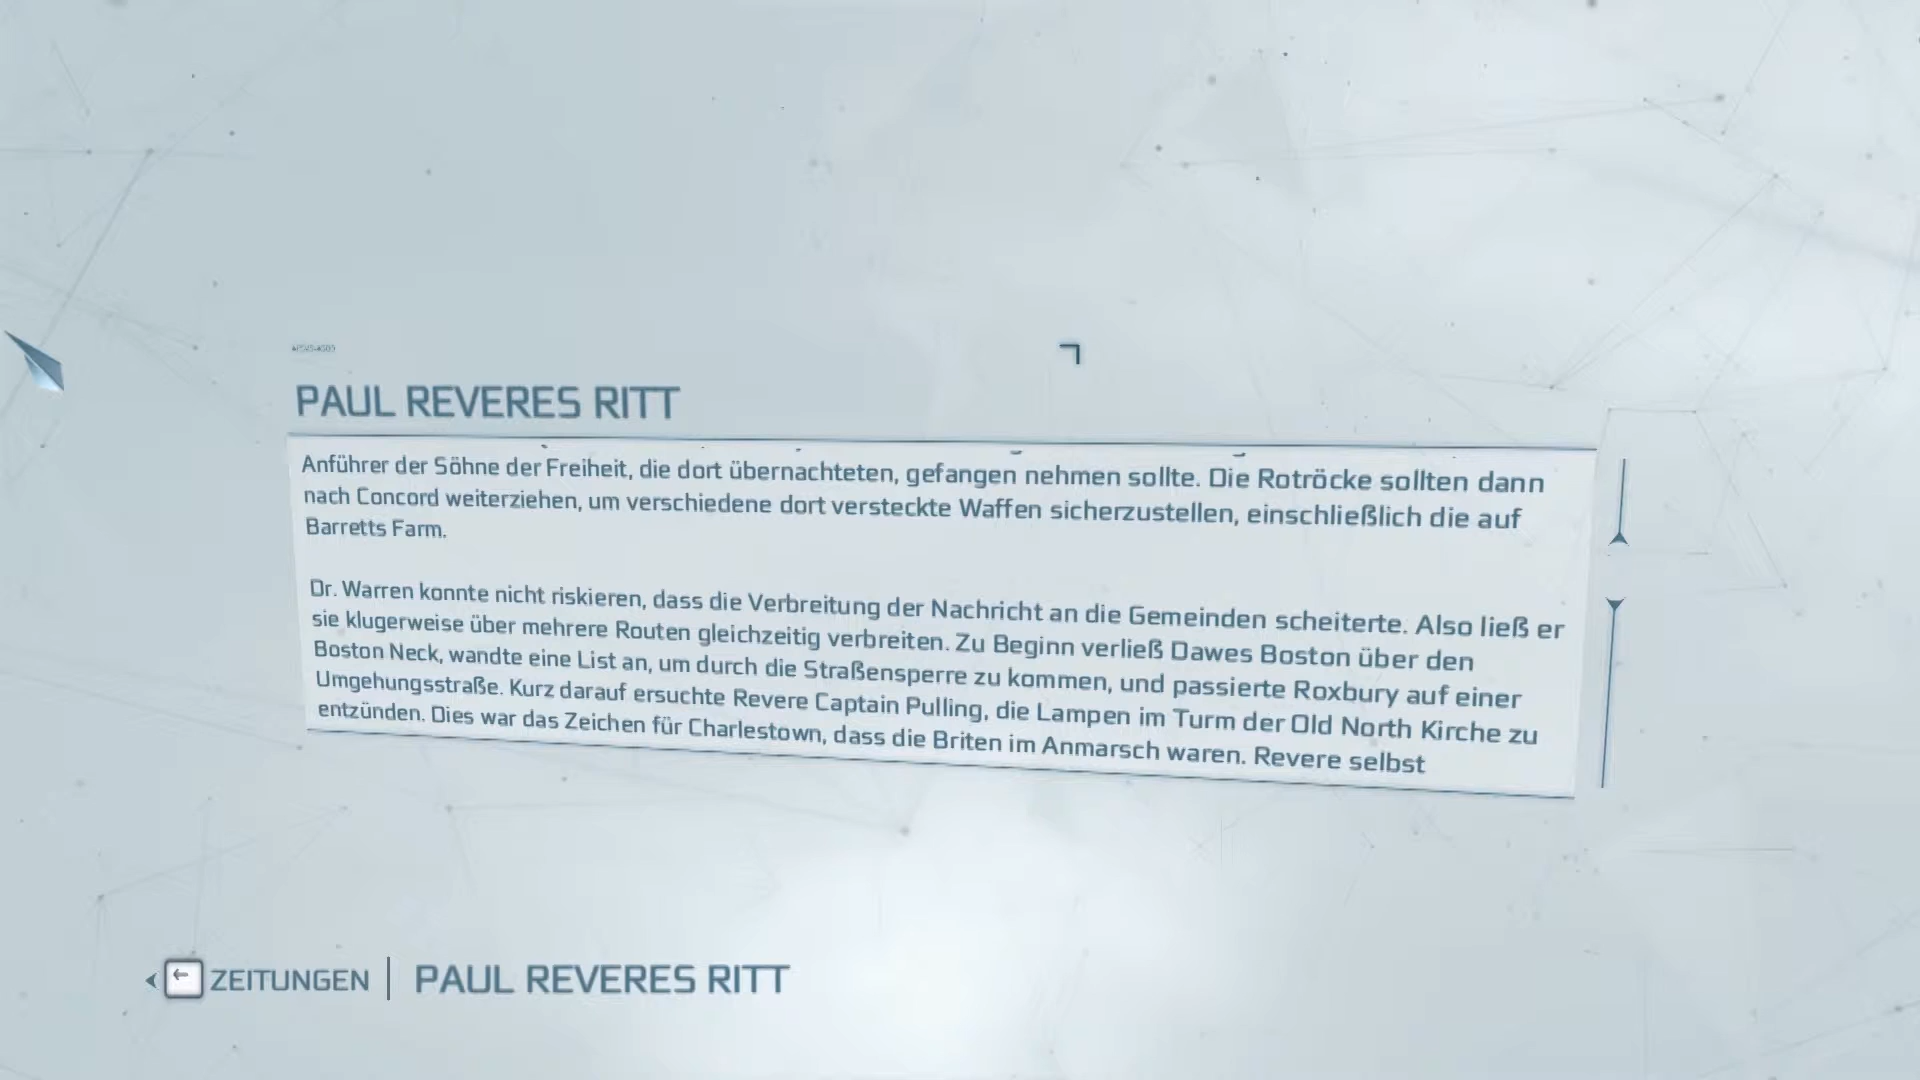 PAUL REVERES RITT
Anführer der Söhne der Freiheit, die dort übernachteten, gefangen nehmen sollte. Die Rotröcke sollten dann
nach Concord weiterziehen, um verschiedene dort versteckte Waffen sicherzustellen, einschließlich die auf
Barretts Farm.
Dr. Warren konnte nicht riskieren, dass die Verbreitung der Nachricht an die Gemeinden scheiterte. Also ließ er
sie klugerweise über mehrere Routen gleichzeitig verbreiten. Zu Beginn verließ Dawes Boston über den
Boston Neck, wandte eine List an, um durch die Straßensperre zu kommen, und passierte Roxbury auf einer
Umgehungsstraße. Kurz darauf ersuchte Revere Captain Pulling, die Lampen im Turm der Old North Kirche zu
entzünden. Dies war das Zeichen für Charlestown, dass die Briten im Anmarsch waren. Revere selbst
ZEITUNGEN | PAUL REVERES RITT